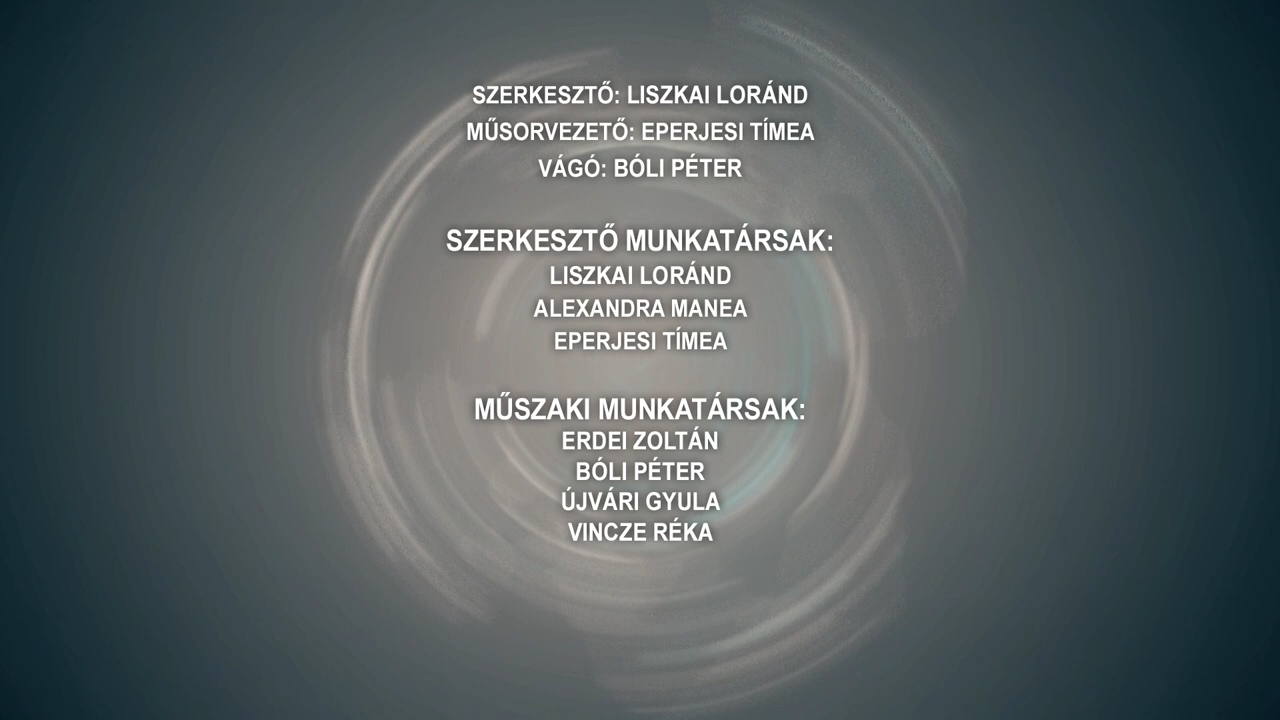 SZERKESZTŐ: LISZKAI LORÁND
MŰSORVEZETŐ: EPERJESI TÍMEA
VÁGÓ: BÓLI PÉTER
SZERKESZTŐ MUNKATÁRSAK:
LISZKAI LORÁND
ALEXANDRA MANEA
EPERJESI TÍMEA
MŰSZAKI MUNKATÁRSAK:
ERDEI ZOLTÁN
BÓLI PÉTER
ÚJVÁRI GYULA
VINCZE RÉKA